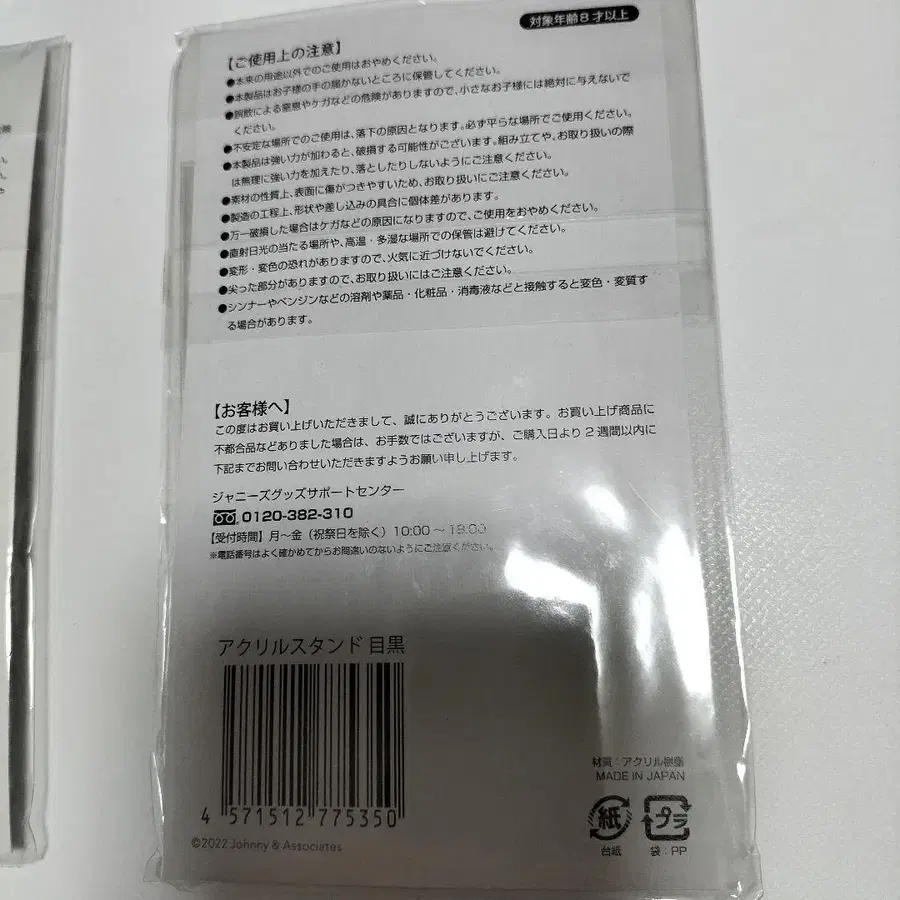 対象年齢8才以上
【ご使用上の注意】
●本来の用途以外でのご使用はおやめください。
●本製品はお子様の手の届かないところに保管してください。
●誤飲による窒息やケガなどの危険がありますので、小さなお子様には絶対に与えないで
ください。
●不安定な場所でのご使用は、落下の原因となります。必ず平らな場所でご使用ください。
●本製品は強い力が加わると、破損する可能性がございます。組み立てや、お取り扱いの際
は無理に強い力を加えたり、落としたりしないようにご注意ください。
●素材の性質上、表面に傷がつきやすいため、お取り扱いにご注意ください。
●製造の工程上、形状や差し込みの具合に個体差があります。
●万一破損した場合はケガなどの原因になりますので、ご使用をおやめください。
●直射日光の当たる場所や、高温・多湿な場所での保管は避けてください。
●変形・変色の恐れがありますので、火気に近づけないでください。
●尖った部分がありますので、お取り扱いにはご注意ください。
●シンナーやベンジンなどの溶剤や薬品・化粧品・消毒液などと接触すると変色・変質す
る場合があります。
【お客様へ】
この度はお買い上げいただきまして、誠にありがとうございます。お買い上げ商品に
不都合品などありました場合は、お手数ではございますが、ご購入日より2週間以内に
下記までお問い合わせいただきますようお願い申し上げます。
ジャニーズグッズサポートセンター
0120-382-310
【受付時間】月〜金(祝祭日を除く)10:00〜18:00
※電話番号はよく確かめてからお間違いのないようにご注意ください。
アクリルスタンド 目黒
4 571512 775350
©2022 Johnny & Associates
材質:アクリル樹脂
MADE IN JAPAN
紙 プラ
台紙 袋:PP